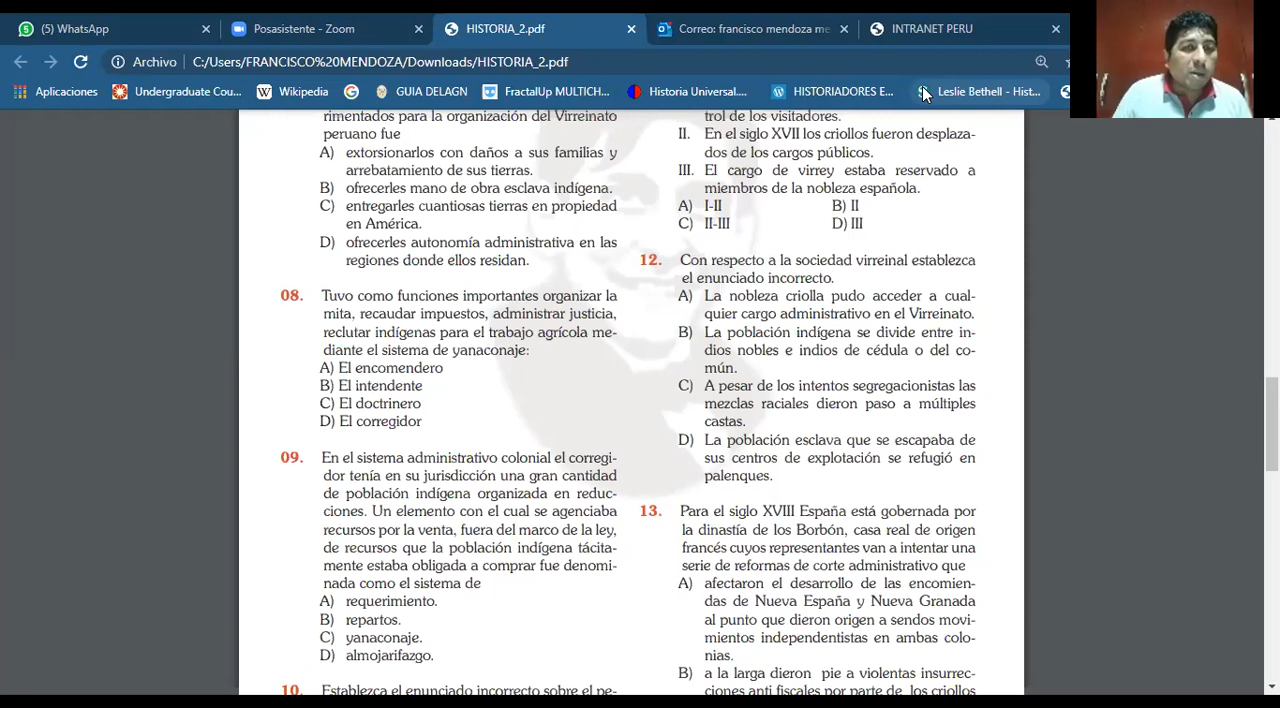 (5) WhatsApp
Posasistente - Zoom
HISTORIA_2.pdf
Correo: francisco mendoza me
INTRANET PERU
Archivo
C:/Users/FRANCISCO%20MENDOZA/Downloads/HISTORIA_2.pdf
Aplicaciones
Undergraduate Cou...
Wikipedia
GUIA DELAGN
FractalUp MULTICH...
Historia Universal....
HISTORIADORES E...
Leslie Bethell - Hist...
rimentados para la organización del Virreinato
peruano fue
A) extorsionarlos con daños a sus familias y
arrebatamiento de sus tierras.
B) ofrecerles mano de obra esclava indígena.
C) entregarles cuantiosas tierras en propiedad
en América.
D) ofrecerles autonomía administrativa en las
regiones donde ellos residan.
08. Tuvo como funciones importantes organizar la
mita, recaudar impuestos, administrar justicia,
reclutar indígenas para el trabajo agrícola me-
diante el sistema de yanaconaje:
A) El encomendero
B) El intendente
C) El doctrinero
D) El corregidor
09. En el sistema administrativo colonial el corregi-
dor tenía en su jurisdicción una gran cantidad
de población indígena organizada en reduc-
ciones. Un elemento con el cual se agenciaba
recursos por la venta, fuera del marco de la ley,
de recursos que la población indígena tácita-
mente estaba obligada a comprar fue denomi-
nada como el sistema de
A) requerimiento.
B) repartos.
C) yanaconaje.
D) almojarifazgo.
10. Establezca el enunciado incorrecto sobre el pe-
trol de los visitadores.
II. En el siglo XVII los criollos fueron desplaza-
dos de los cargos públicos.
III. El cargo de virrey estaba reservado a
miembros de la nobleza española.
A) I-II B) II
C) II-III D) III
12. Con respecto a la sociedad virreinal establezca
el enunciado incorrecto.
A) La nobleza criolla pudo acceder a cual-
quier cargo administrativo en el Virreinato.
B) La población indígena se divide entre in-
dios nobles e indios de cédula o del co-
mún.
C) A pesar de los intentos segregacionistas las
mezclas raciales dieron paso a múltiples
castas.
D) La población esclava que se escapaba de
sus centros de explotación se refugió en
palenques.
13. Para el siglo XVIII España está gobernada por
la dinastía de los Borbón, casa real de origen
francés cuyos representantes van a intentar una
serie de reformas de corte administrativo que
A) afectaron el desarrollo de las encomien-
das de Nueva España y Nueva Granada
al punto que dieron origen a sendos movi-
mientos independentistas en ambas colo-
nias.
B) a la larga dieron pie a violentas insurrec-
ciones anti fiscales por parte de los criollos